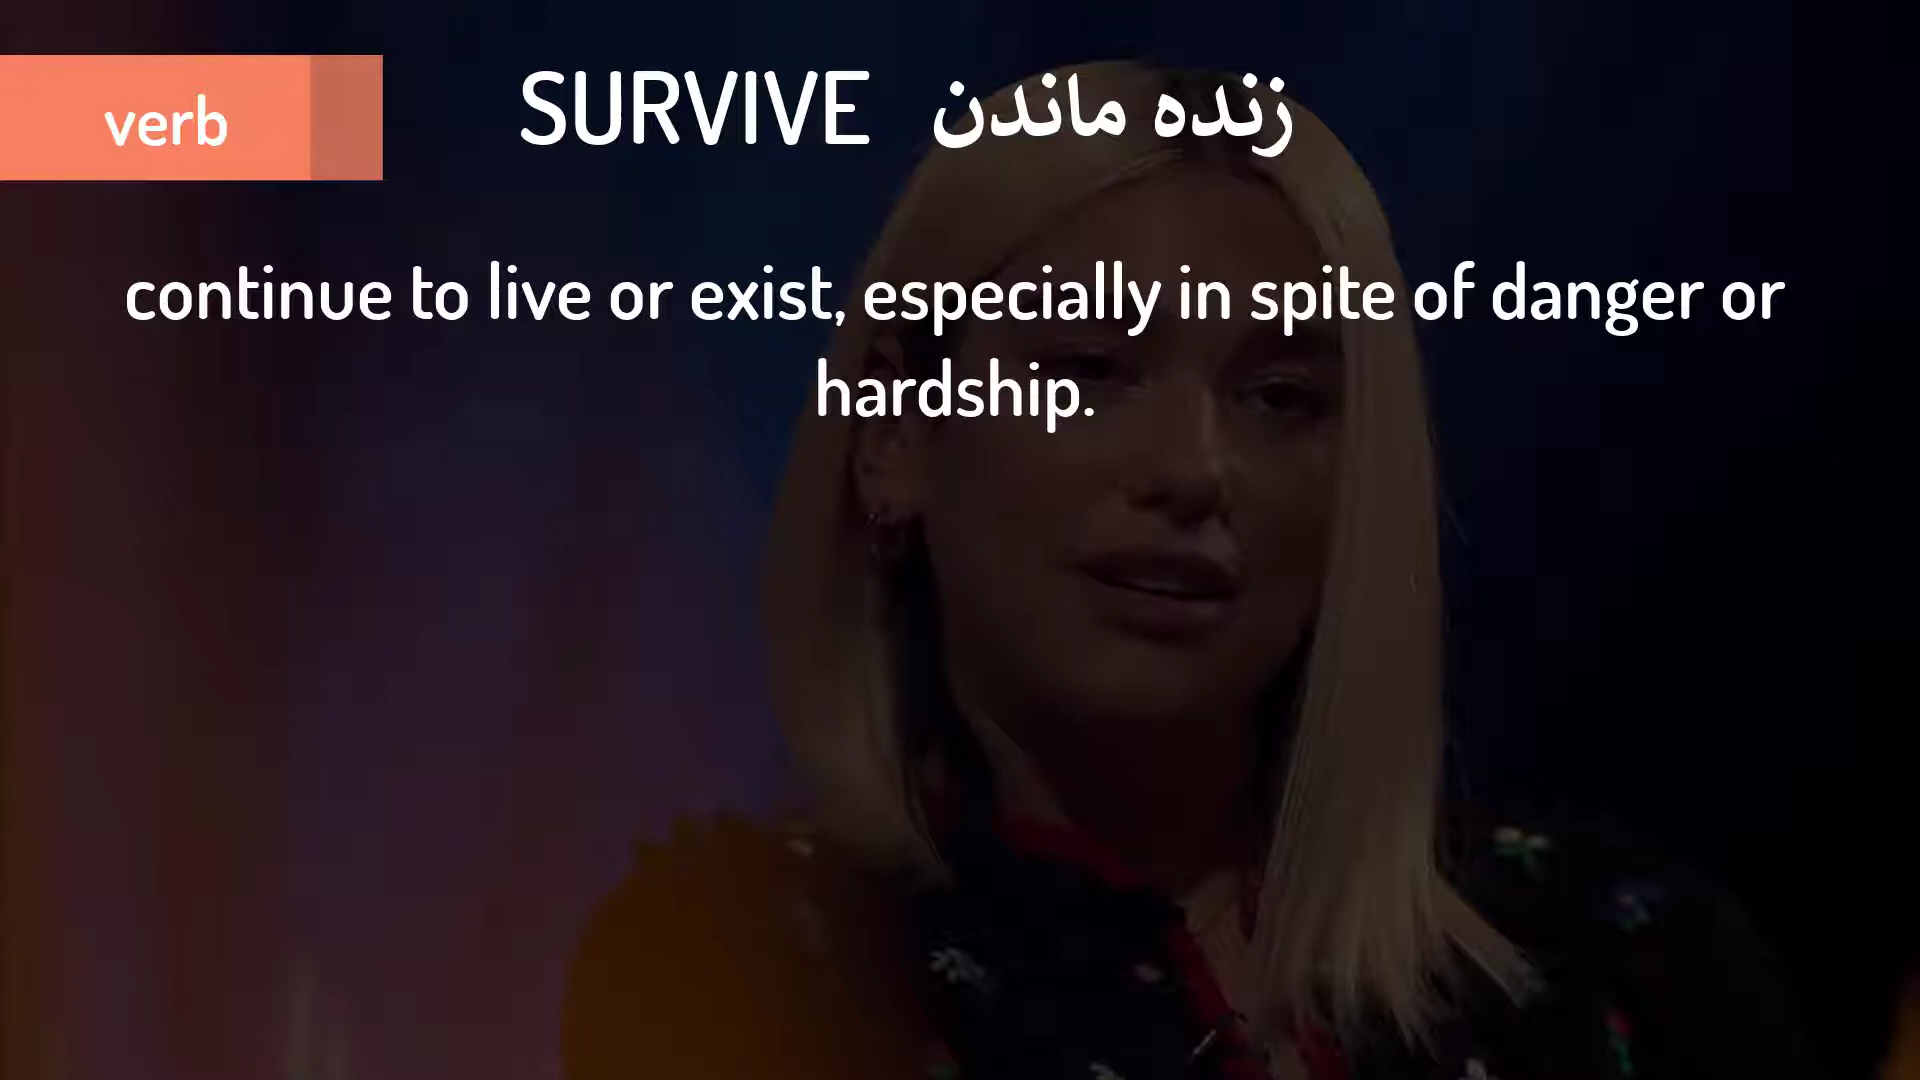 verb
SURVIVE زنده ماندن
continue to live or exist, especially in spite of danger or
hardship.